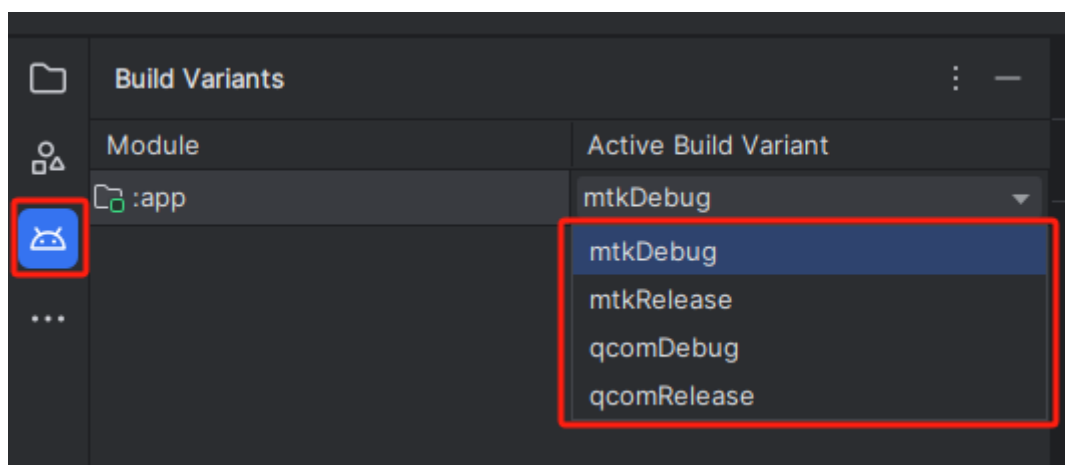 Build Variants
Module Active Build Variant
:app mtkDebug
mtkDebug
mtkRelease
qcomDebug
qcomRelease